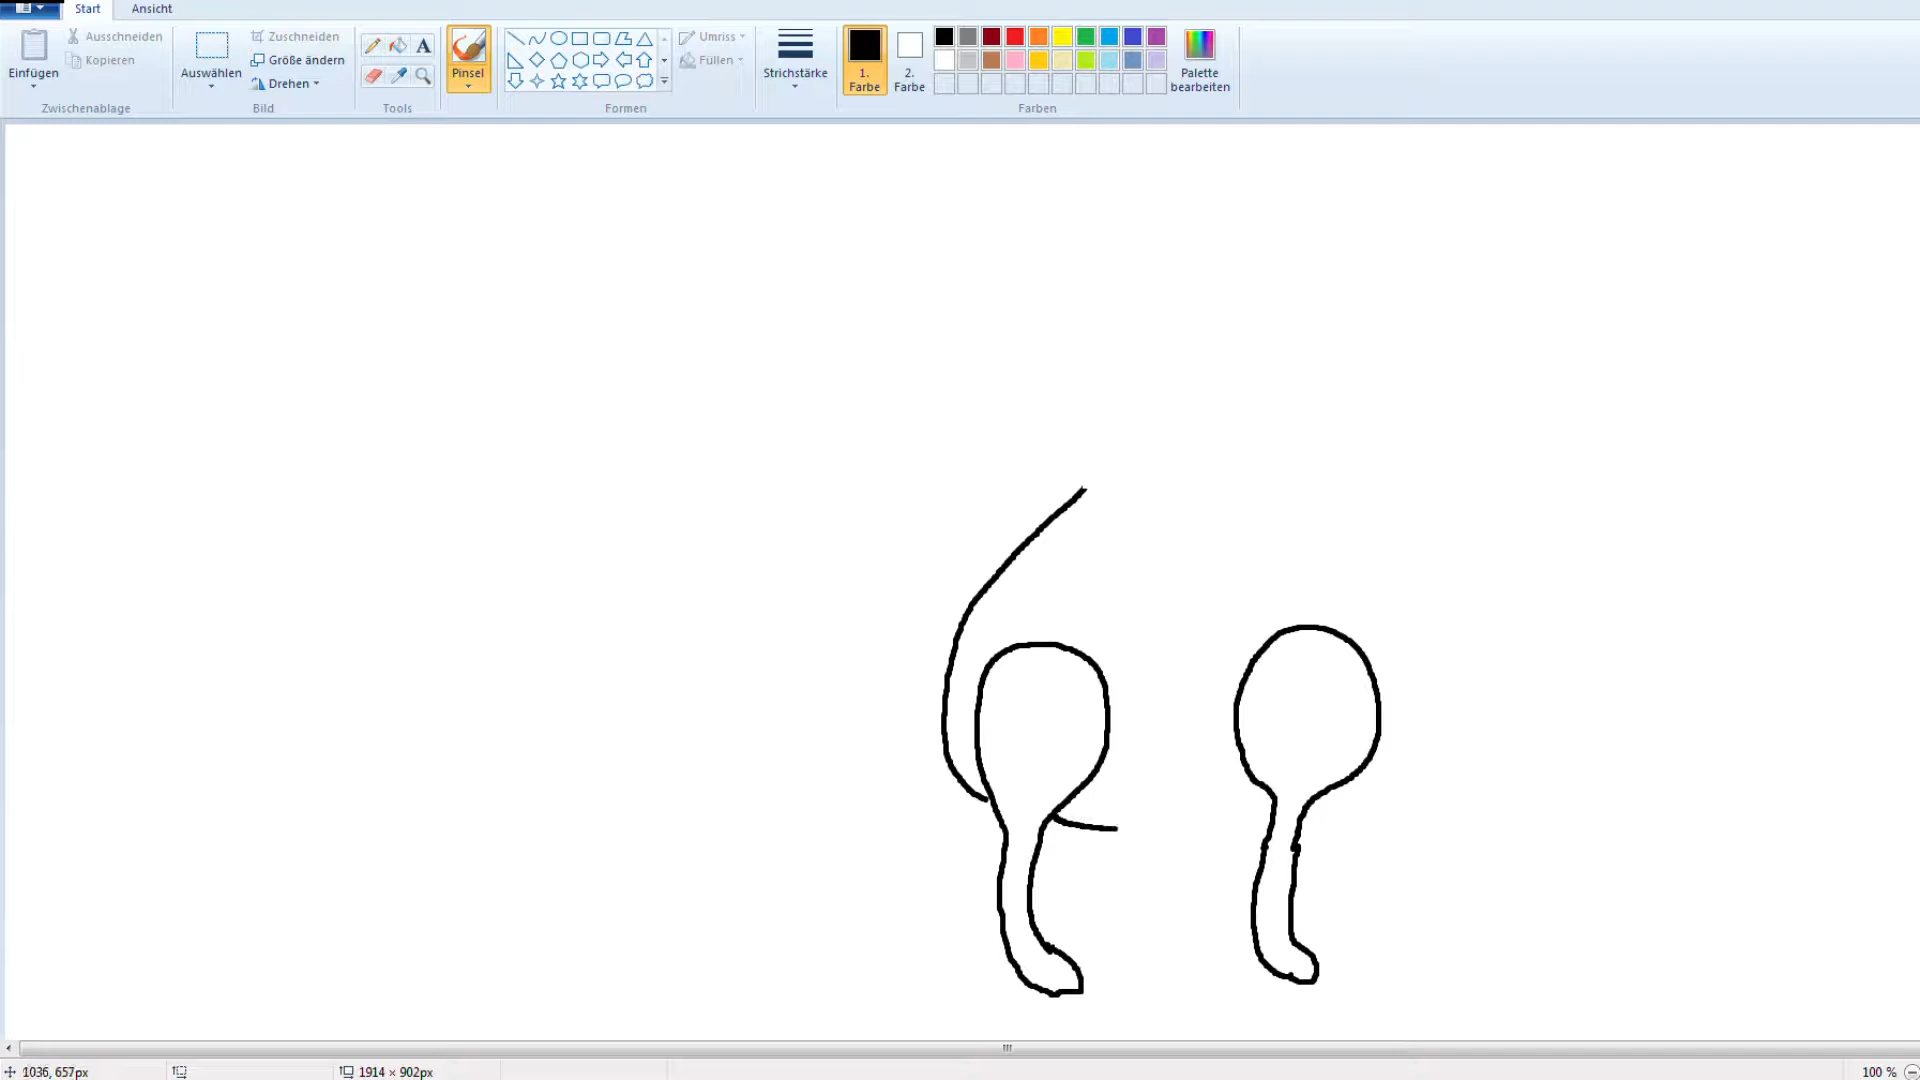 Start Ansicht
Einfügen
Ausschneiden
Kopieren
Zwischenablage
Auswählen
Zuschneiden
Größe ändern
Drehen
Bild
Tools
Pinsel
Umriss
Füllen
Formen
Strichstärke
1.
Farbe
2.
Farbe
Palette
bearbeiten
Farben
1036, 657px
1914 × 902px
100 %